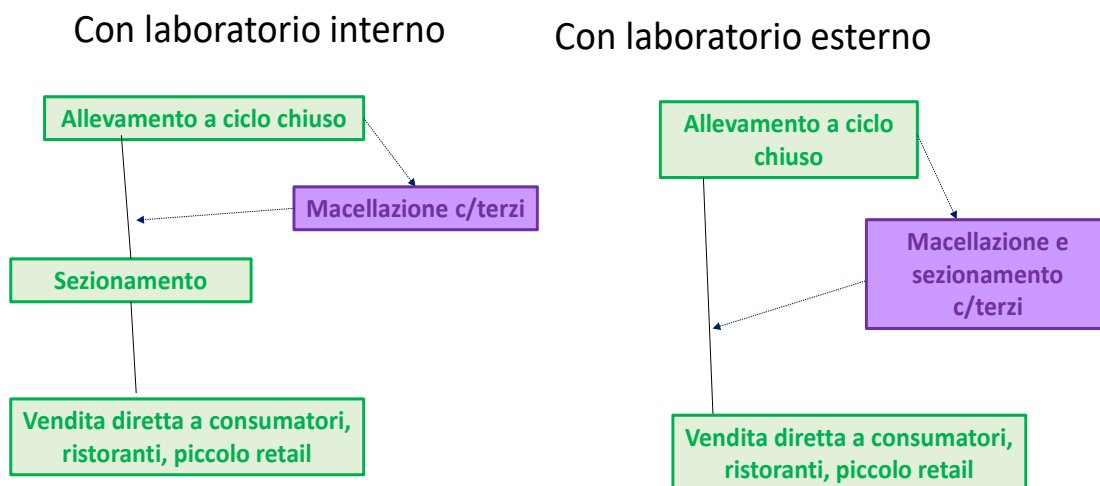 Con laboratorio interno
Allevamento a ciclo chiuso
Macellazione c/terzi
Sezionamento
Vendita diretta a consumatori,
ristoranti, piccolo retail
Con laboratorio esterno
Allevamento a ciclo
chiuso
Macellazione e
sezionamento
c/terzi
Vendita diretta a consumatori,
ristoranti, piccolo retail